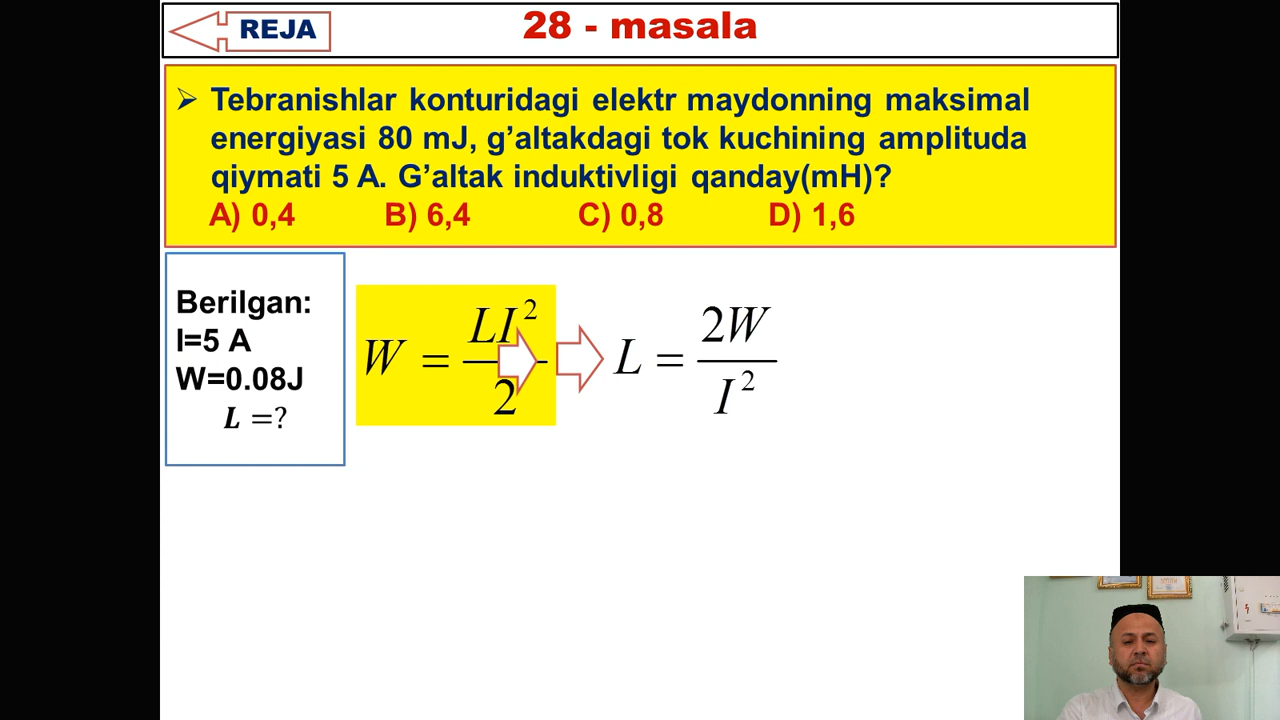 REJA
28 - masala
➢ Tebranishlar konturidagi elektr maydonning maksimal
energiyasi 80 mJ, g’altakdagi tok kuchining amplituda
qiymati 5 A. G’altak induktivligi qanday(mH)?
A) 0,4 B) 6,4 C) 0,8 D) 1,6
Berilgan:
I=5 A
W=0.08J
L =?
W = LI²/2
L = 2W/I²